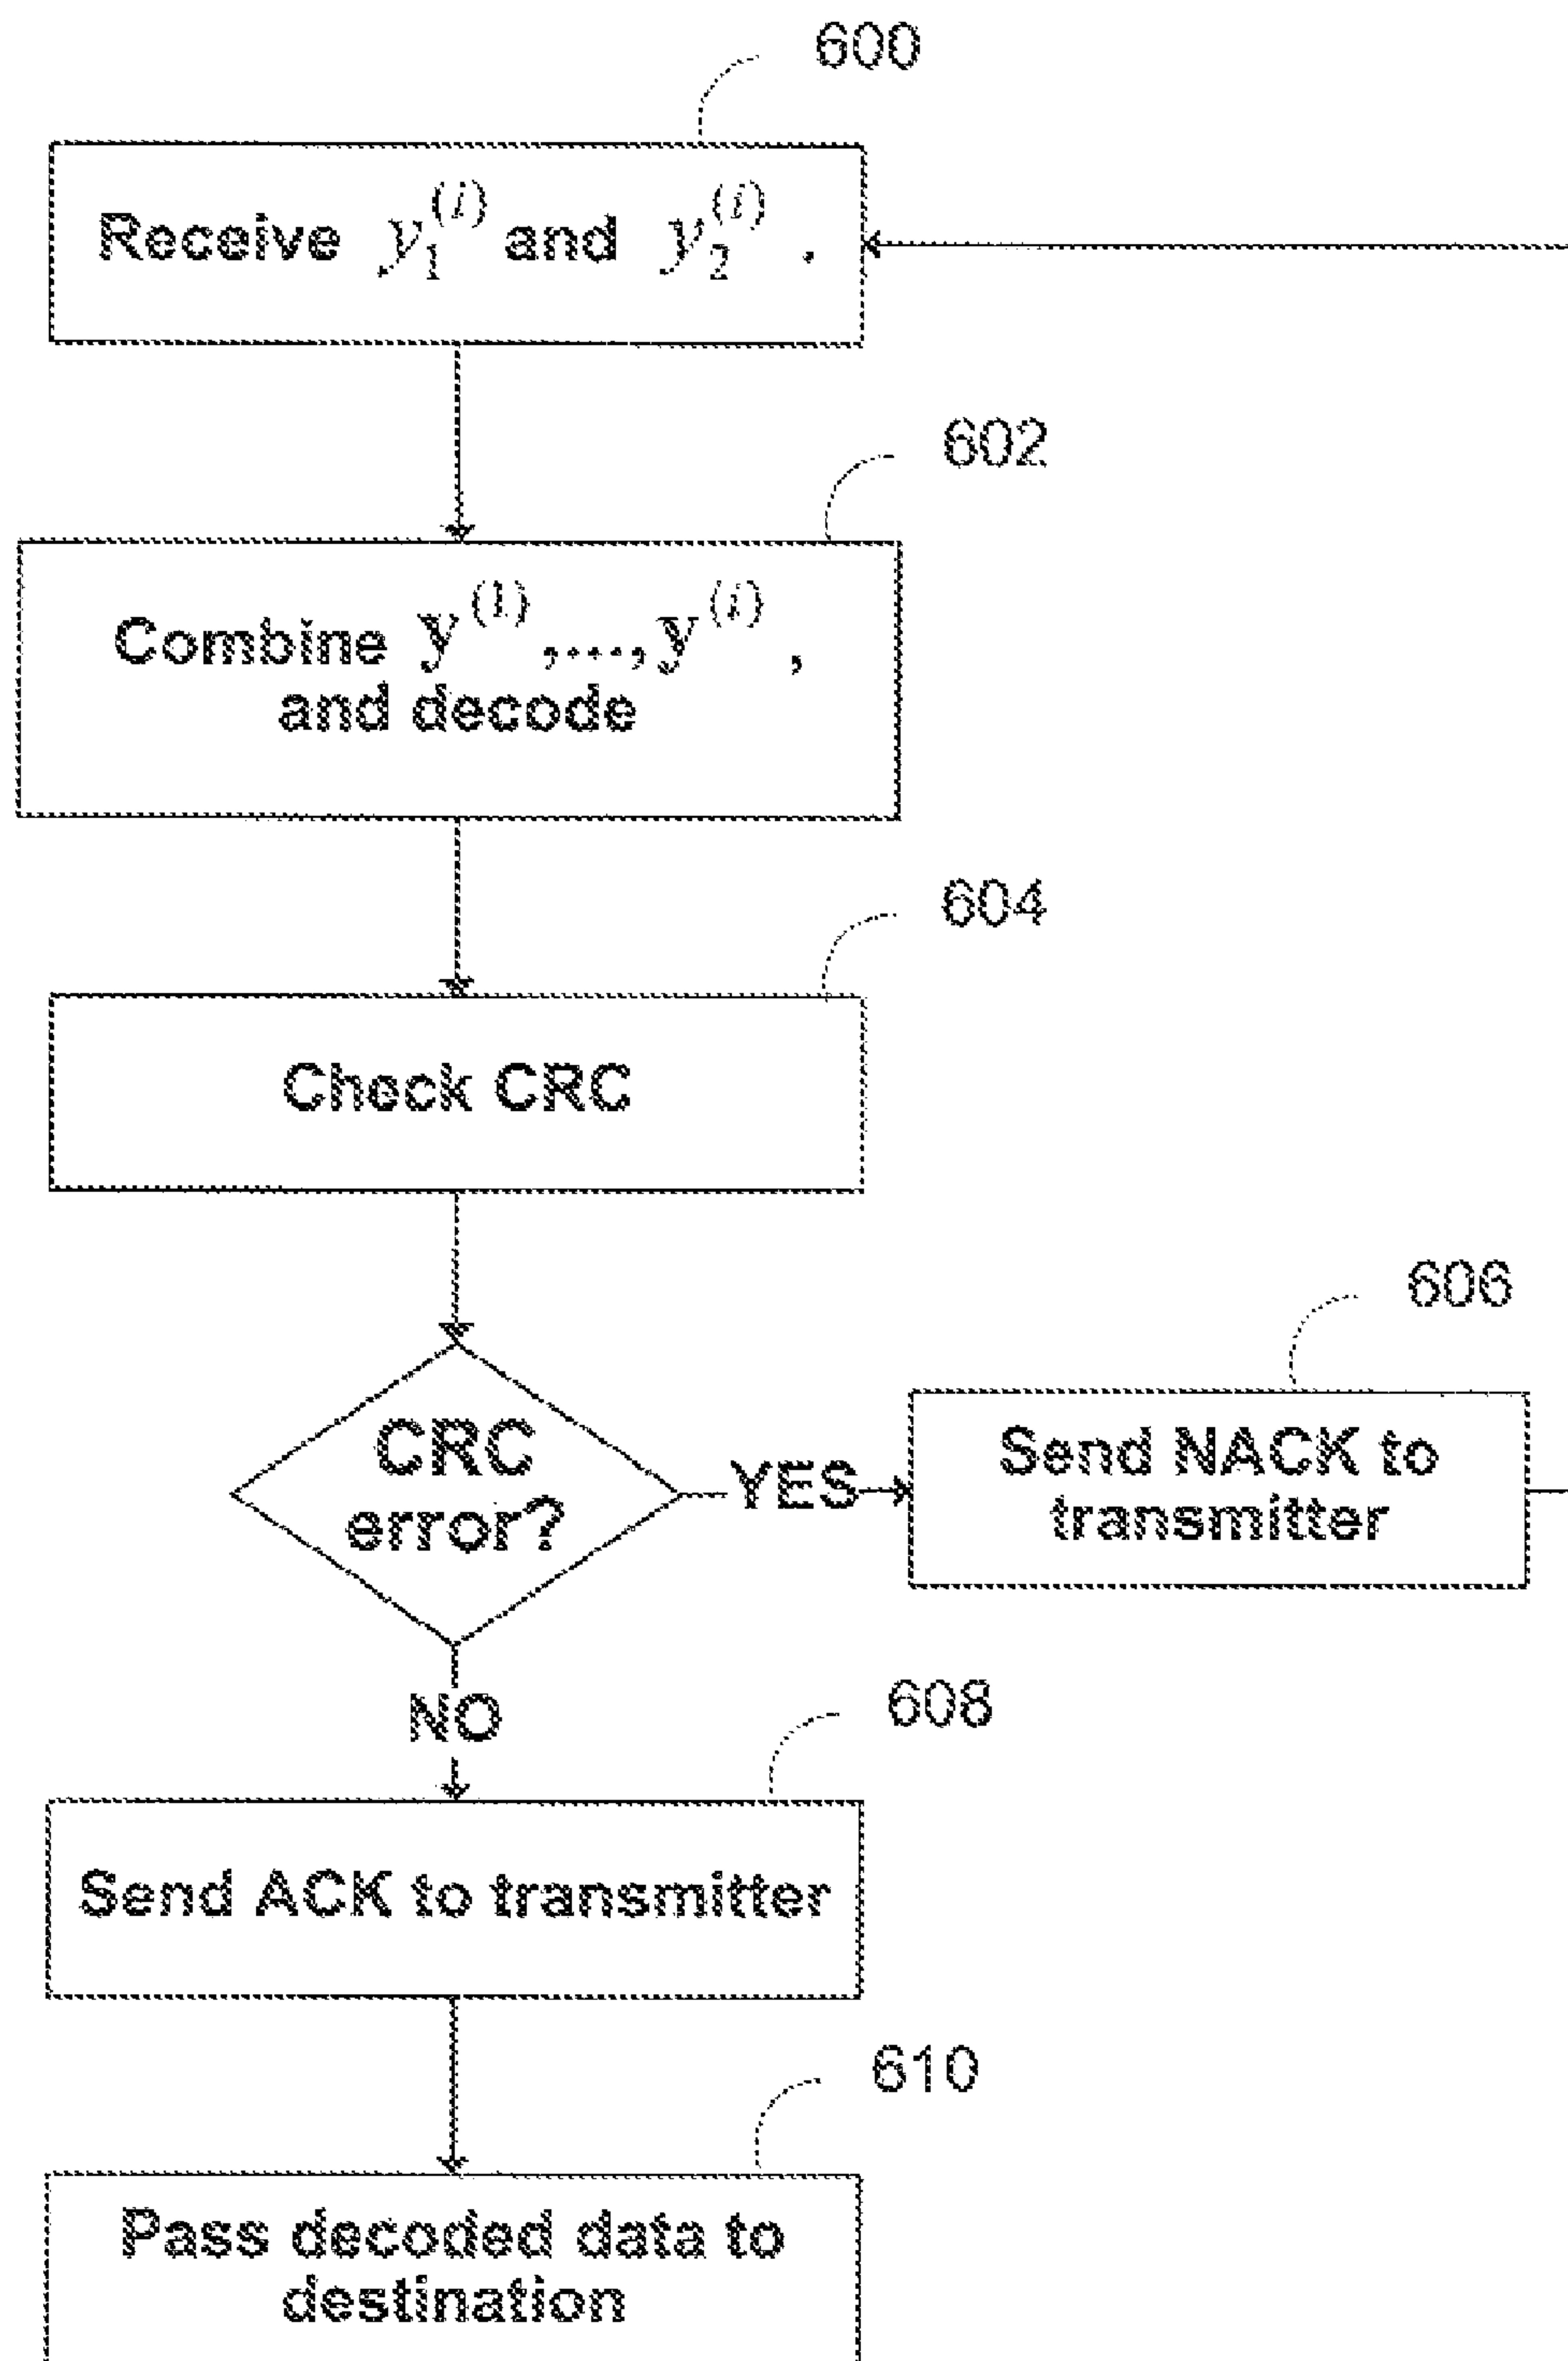 600
Receive y₁⁽ⁱ⁾ and y₂⁽ⁱ⁾ .
602
Combine y⁽¹⁾,...,y⁽ⁱ⁾ ,
and decode
604
Check CRC
606
CRC
error?
YES
Send NACK to
transmitter
NO
608
Send ACK to transmitter
610
Pass decoded data to
destination